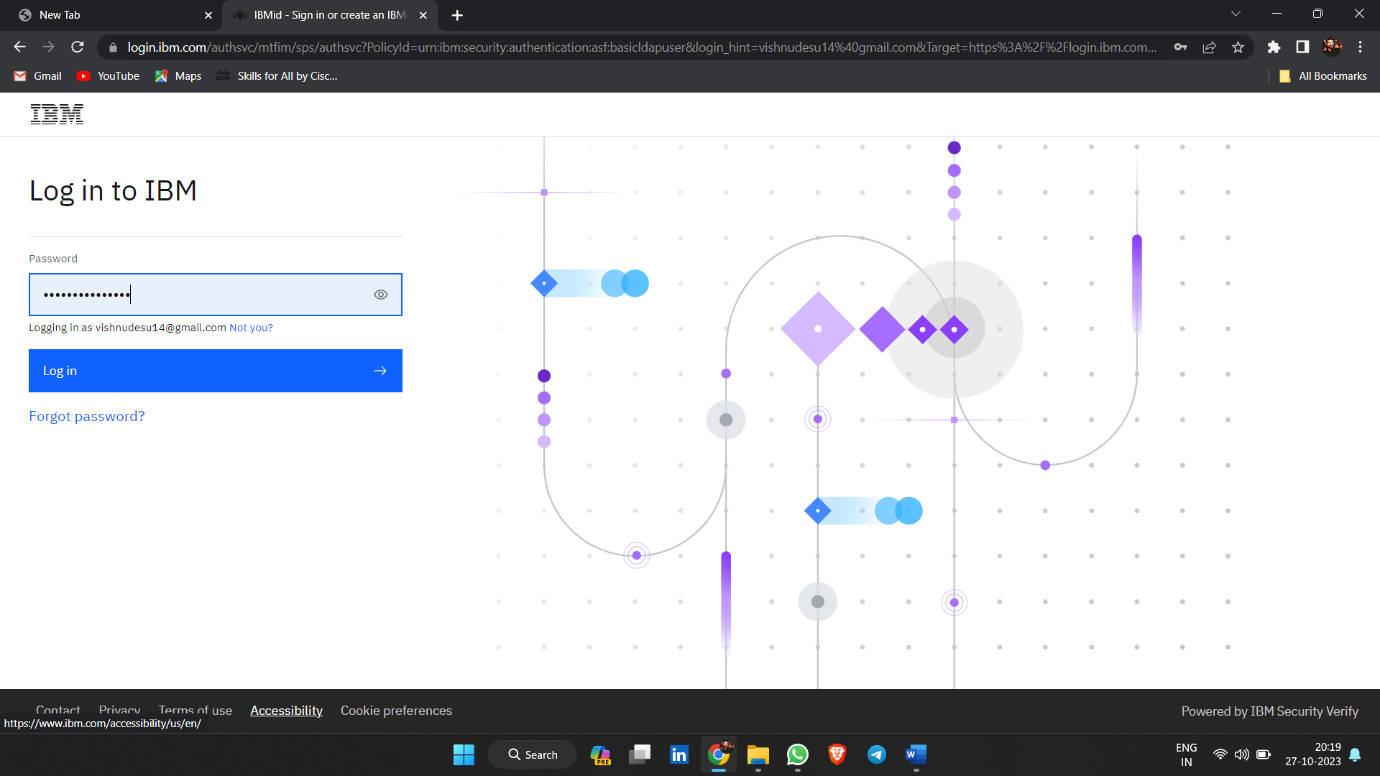 New Tab
IBMid - Sign in or create an IBMi
login.ibm.com/authsvc/mtfim/sps/authsvc?PolicyId=urn:ibm:security:authentication:asf:basicldapuser&login_hint=vishnudesu14%40gmail.com&Target=https%3A%2F%2Flogin.ibm.com...
Gmail YouTube Maps Skills for All by Cisc... All Bookmarks
IBM
Log in to IBM
Password
•••••••••••••••
Logging in as vishnudesu14@gmail.com Not you?
Log in
Forgot password?
Contact Privacy Terms of use Accessibility Cookie preferences
Powered by IBM Security Verify
https://www.ibm.com/accessibility/us/en/
Search
PRE
ENG
IN
20:19
27-10-2023